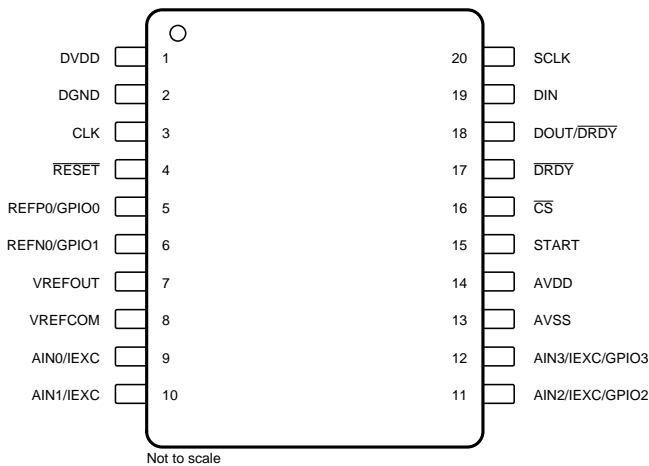 DVDD 1 20 SCLK
DGND 2 19 DIN
CLK 3 18 DOUT/DRDY
RESET 4 17 DRDY
REFP0/GPIO0 5 16 CS
REFN0/GPIO1 6 15 START
VREFOUT 7 14 AVDD
VREFCOM 8 13 AVSS
AIN0/IEXC 9 12 AIN3/IEXC/GPIO3
AIN1/IEXC 10 11 AIN2/IEXC/GPIO2
Not to scale